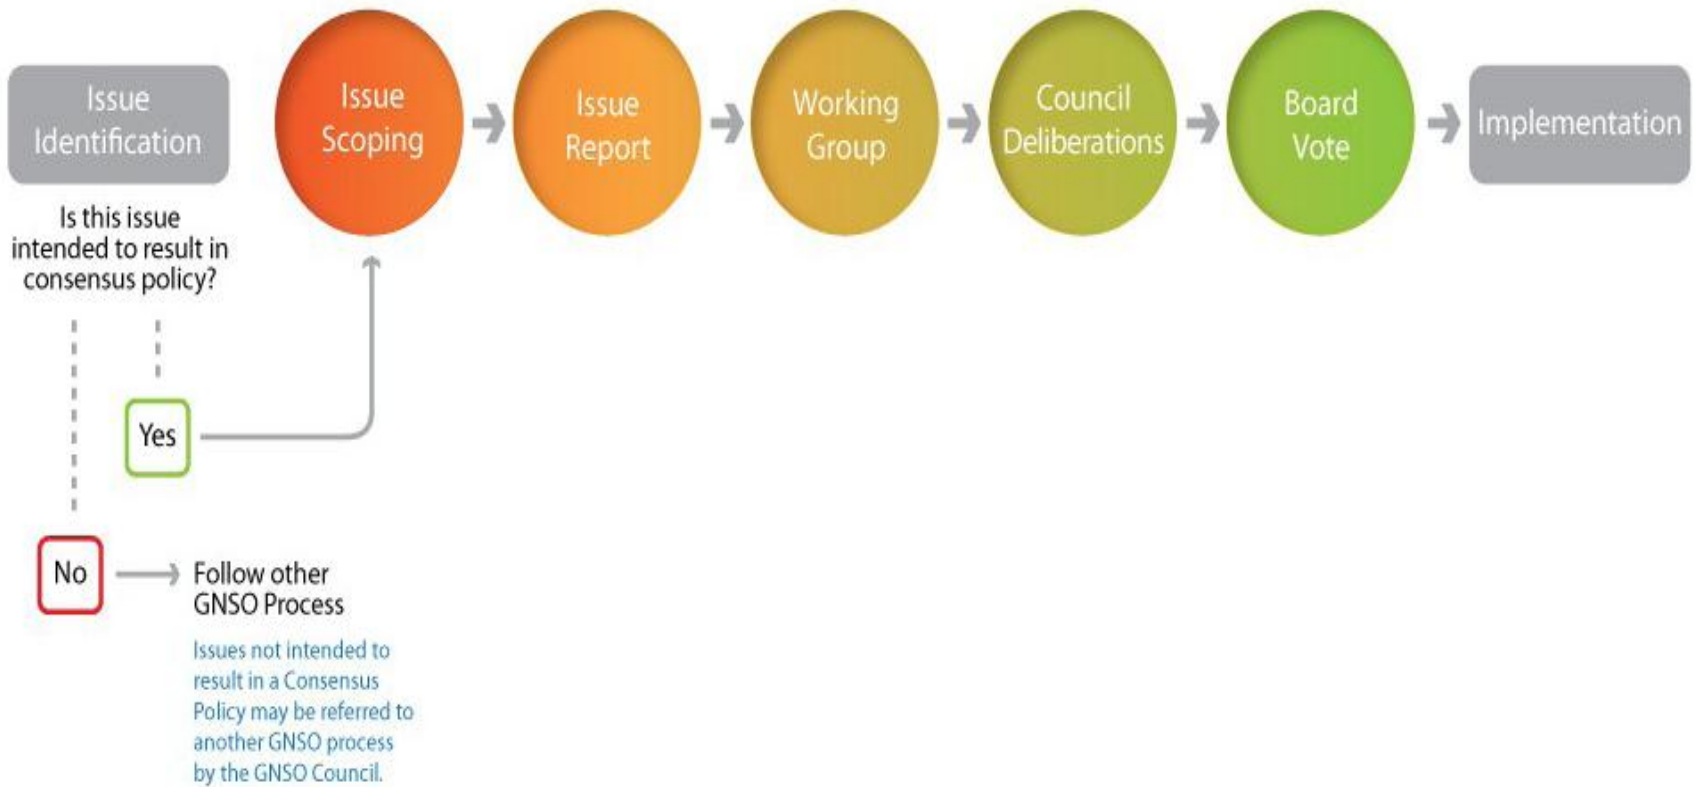 Issue
Identification
Issue
Scoping
Issue
Report
Working
Group
Council
Deliberations
Board
Vote
Implementation
Is this issue
intended to result in
consensus policy?
Yes
No
Follow other
GNSO Process
Issues not intended to
result in a Consensus
Policy may be referred to
another GNSO process
by the GNSO Council.